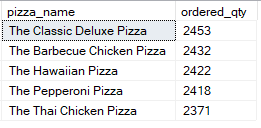 pizza_name ordered_qty
The Classic Deluxe Pizza 2453
The Barbecue Chicken Pizza 2432
The Hawaiian Pizza 2422
The Pepperoni Pizza 2418
The Thai Chicken Pizza 2371